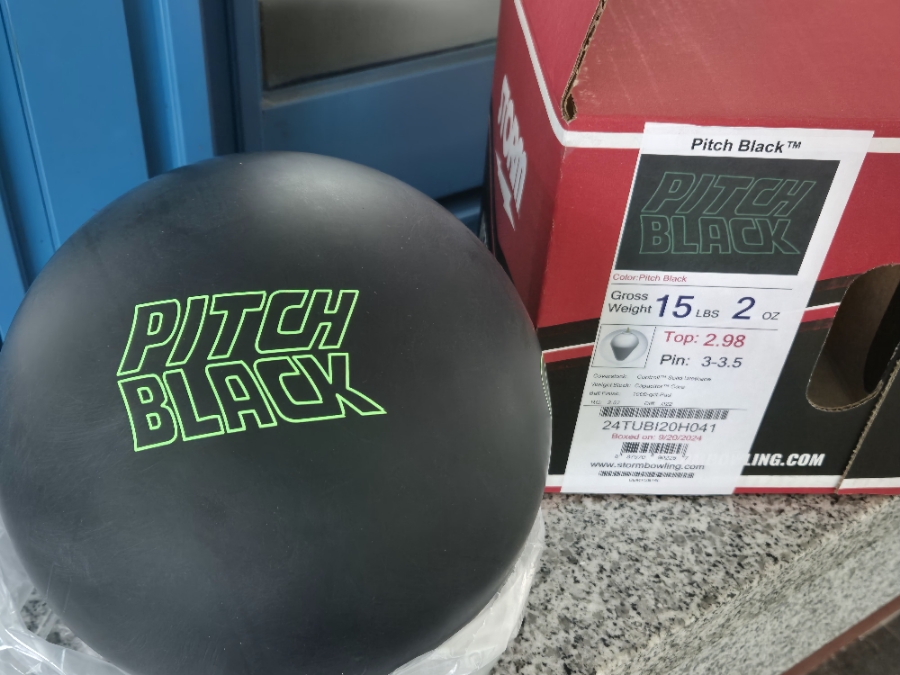 PITCH
BLACK
STORM
Pitch Black™
PITCH
BLACK
Color:Pitch Black
Gross
Weight 15 LBS 2 OZ
Top: 2.98
Pin: 3-3.5
24TUBI20H041
Boxed on: 9/20/2024
www.stormbowling.com
WLING.COM